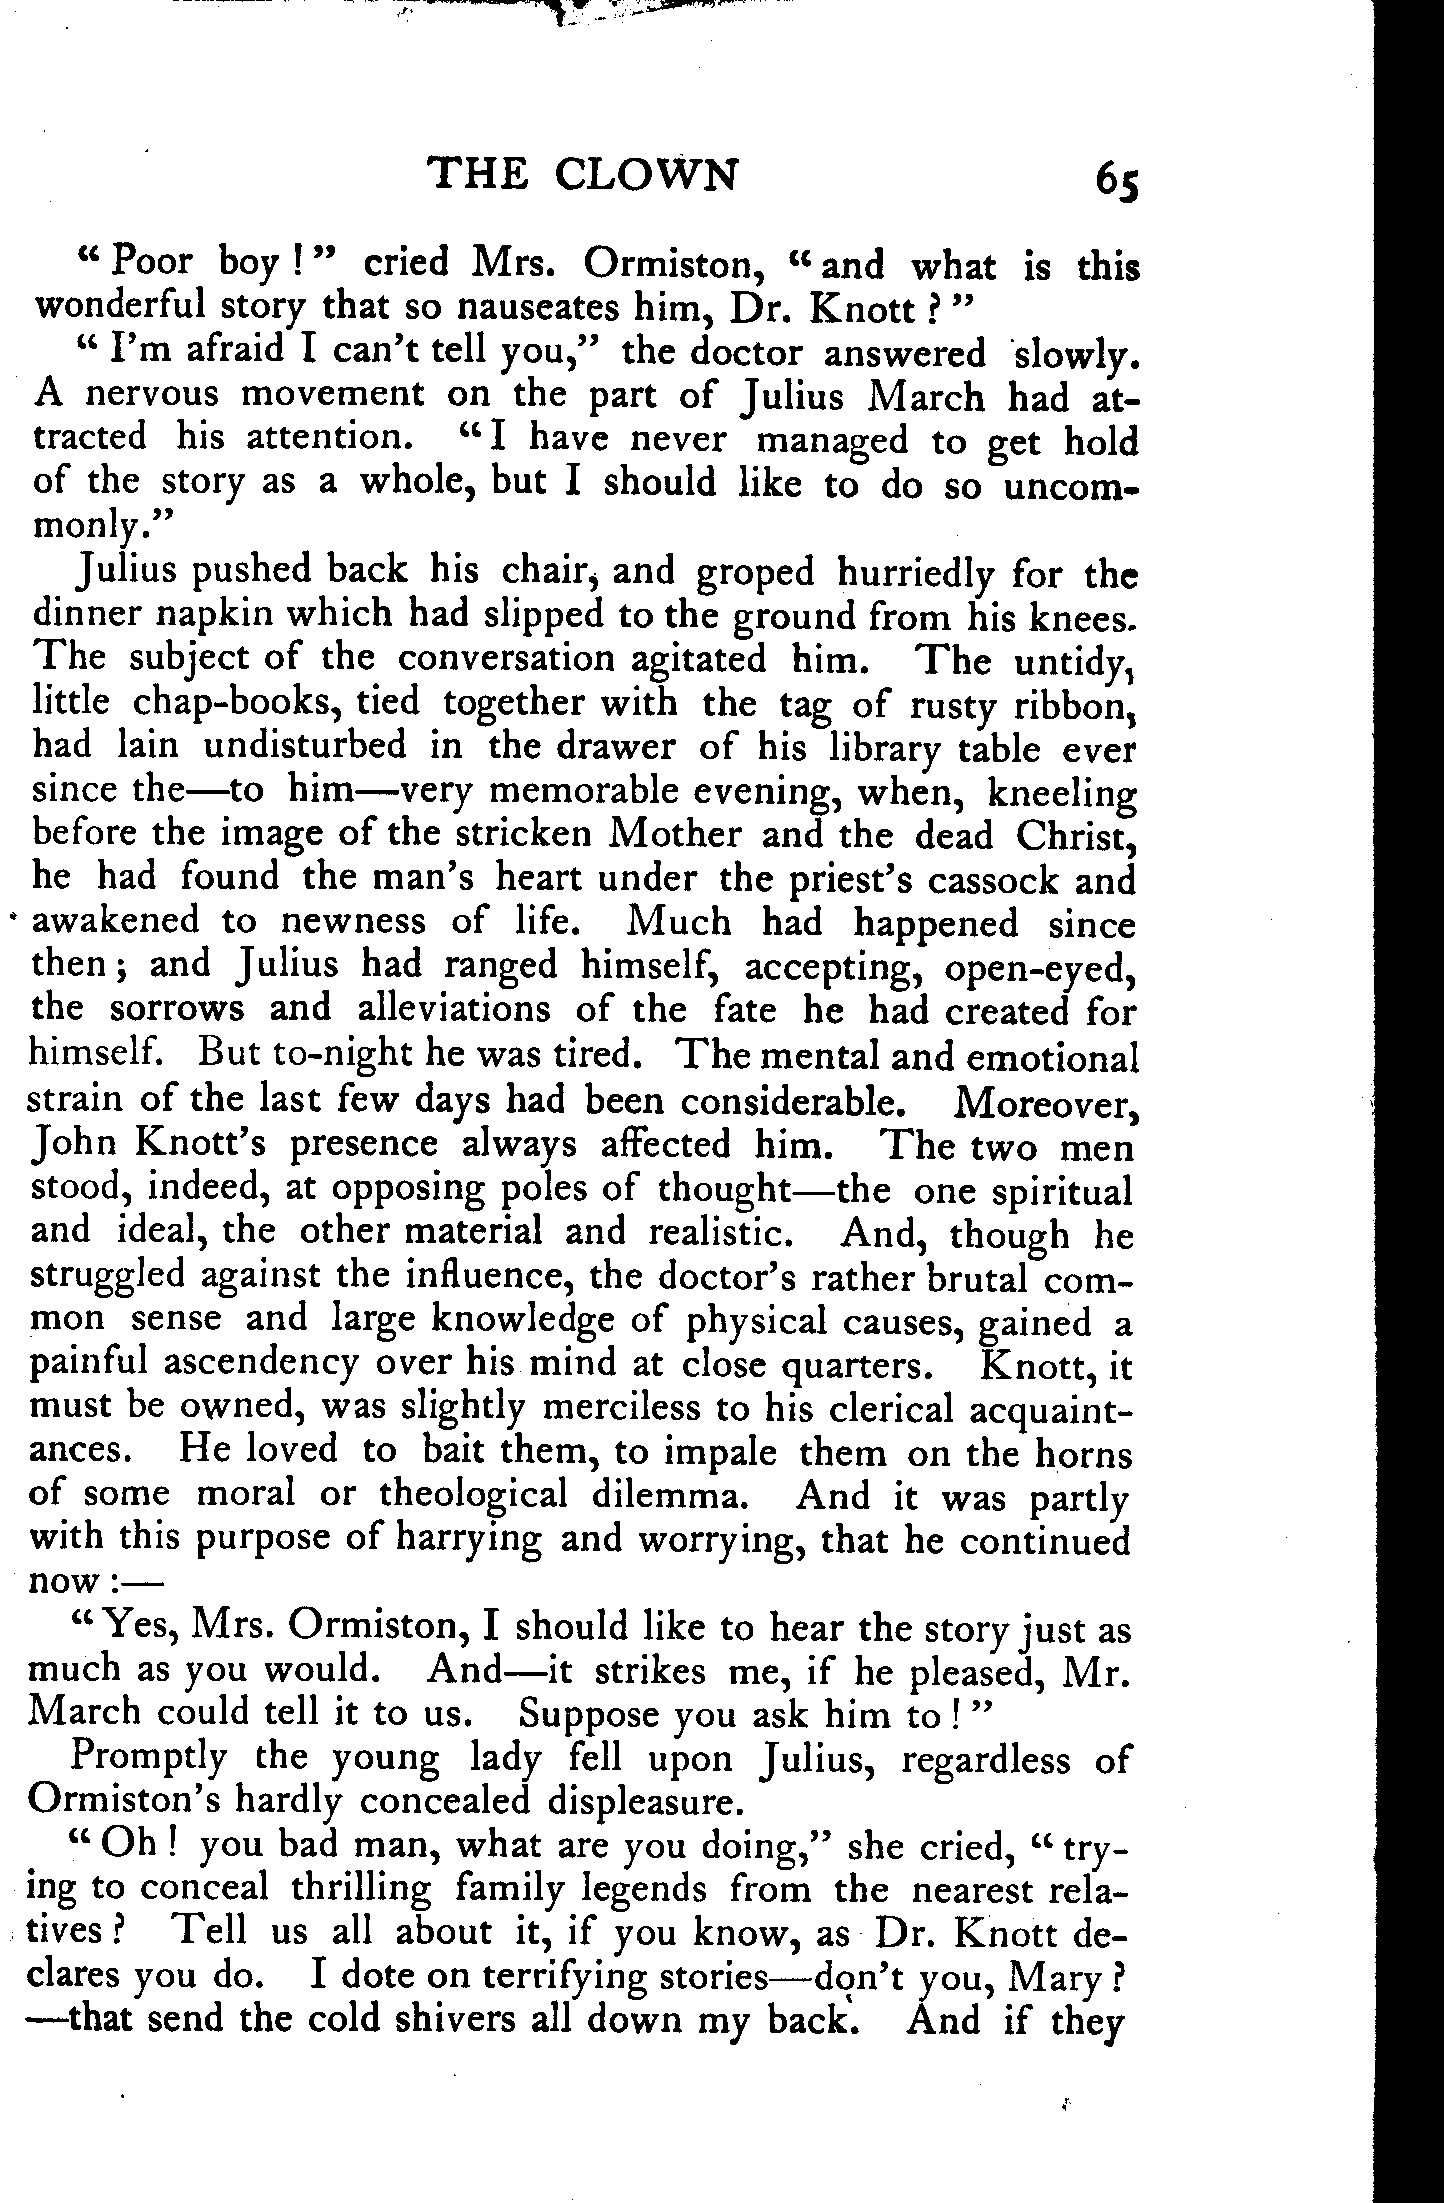 THE CLOWN 65
“ Poor boy ! ” cried Mrs. Ormiston, “ and what is this
wonderful story that so nauseates him, Dr. Knott ? ”
“ I'm afraid I can't tell you,” the doctor answered slowly.
A nervous movement on the part of Julius March had at-
tracted his attention. “ I have never managed to get hold
of the story as a whole, but I should like to do so uncom-
monly.”
Julius pushed back his chair, and groped hurriedly for the
dinner napkin which had slipped to the ground from his knees.
The subject of the conversation agitated him. The untidy,
little chap-books, tied together with the tag of rusty ribbon,
had lain undisturbed in the drawer of his library table ever
since the—to him—very memorable evening, when, kneeling
before the image of the stricken Mother and the dead Christ,
he had found the man's heart under the priest's cassock and
awakened to newness of life. Much had happened since
then ; and Julius had ranged himself, accepting, open-eyed,
the sorrows and alleviations of the fate he had created for
himself. But to-night he was tired. The mental and emotional
strain of the last few days had been considerable. Moreover,
John Knott's presence always affected him. The two men
stood, indeed, at opposing poles of thought—the one spiritual
and ideal, the other material and realistic. And, though he
struggled against the influence, the doctor's rather brutal com-
mon sense and large knowledge of physical causes, gained a
painful ascendency over his mind at close quarters. Knott, it
must be owned, was slightly merciless to his clerical acquaint-
ances. He loved to bait them, to impale them on the horns
of some moral or theological dilemma. And it was partly
with this purpose of harrying and worrying, that he continued
now :—
“ Yes, Mrs. Ormiston, I should like to hear the story just as
much as you would. And—it strikes me, if he pleased, Mr.
March could tell it to us. Suppose you ask him to ! ”
Promptly the young lady fell upon Julius, regardless of
Ormiston's hardly concealed displeasure.
“ Oh ! you bad man, what are you doing,” she cried, “ try-
ing to conceal thrilling family legends from the nearest rela-
tives ? Tell us all about it, if you know, as Dr. Knott de-
clares you do. I dote on terrifying stories—don't you, Mary ?
—that send the cold shivers all down my back. And if they